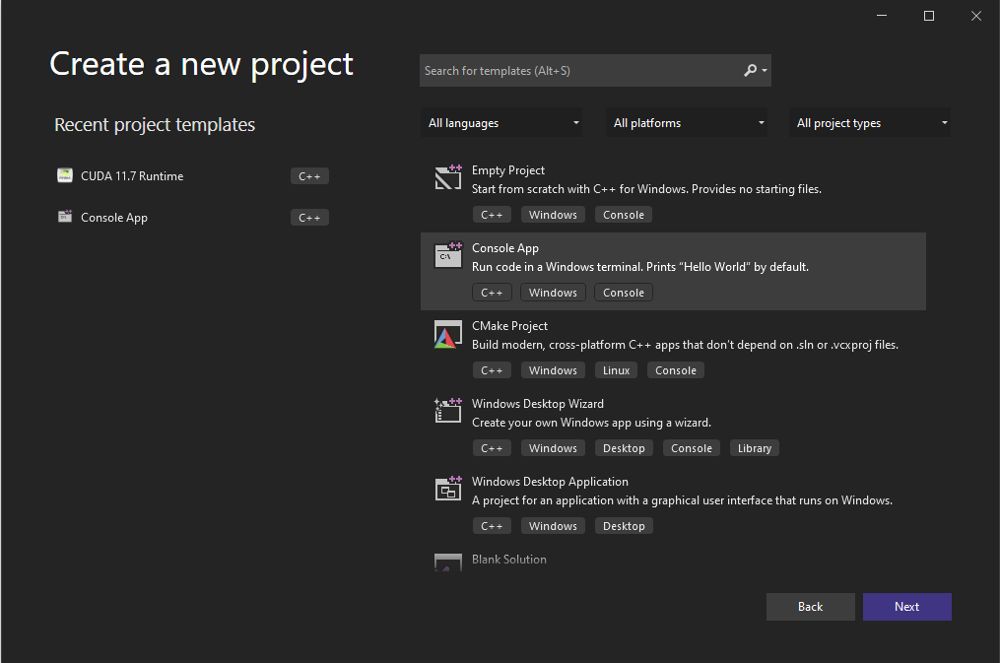 Create a new project
Search for templates (Alt+S)
Recent project templates
All languages
All platforms
All project types
CUDA 11.7 Runtime
C++
Console App
C++
Empty Project
Start from scratch with C++ for Windows. Provides no starting files.
C++ Windows Console
Console App
Run code in a Windows terminal. Prints "Hello World" by default.
C++ Windows Console
CMake Project
Build modern, cross-platform C++ apps that don't depend on .sln or .vcxproj files.
C++ Windows Linux Console
Windows Desktop Wizard
Create your own Windows app using a wizard.
C++ Windows Desktop Console Library
Windows Desktop Application
A project for an application with a graphical user interface that runs on Windows.
C++ Windows Desktop
Blank Solution
Back
Next